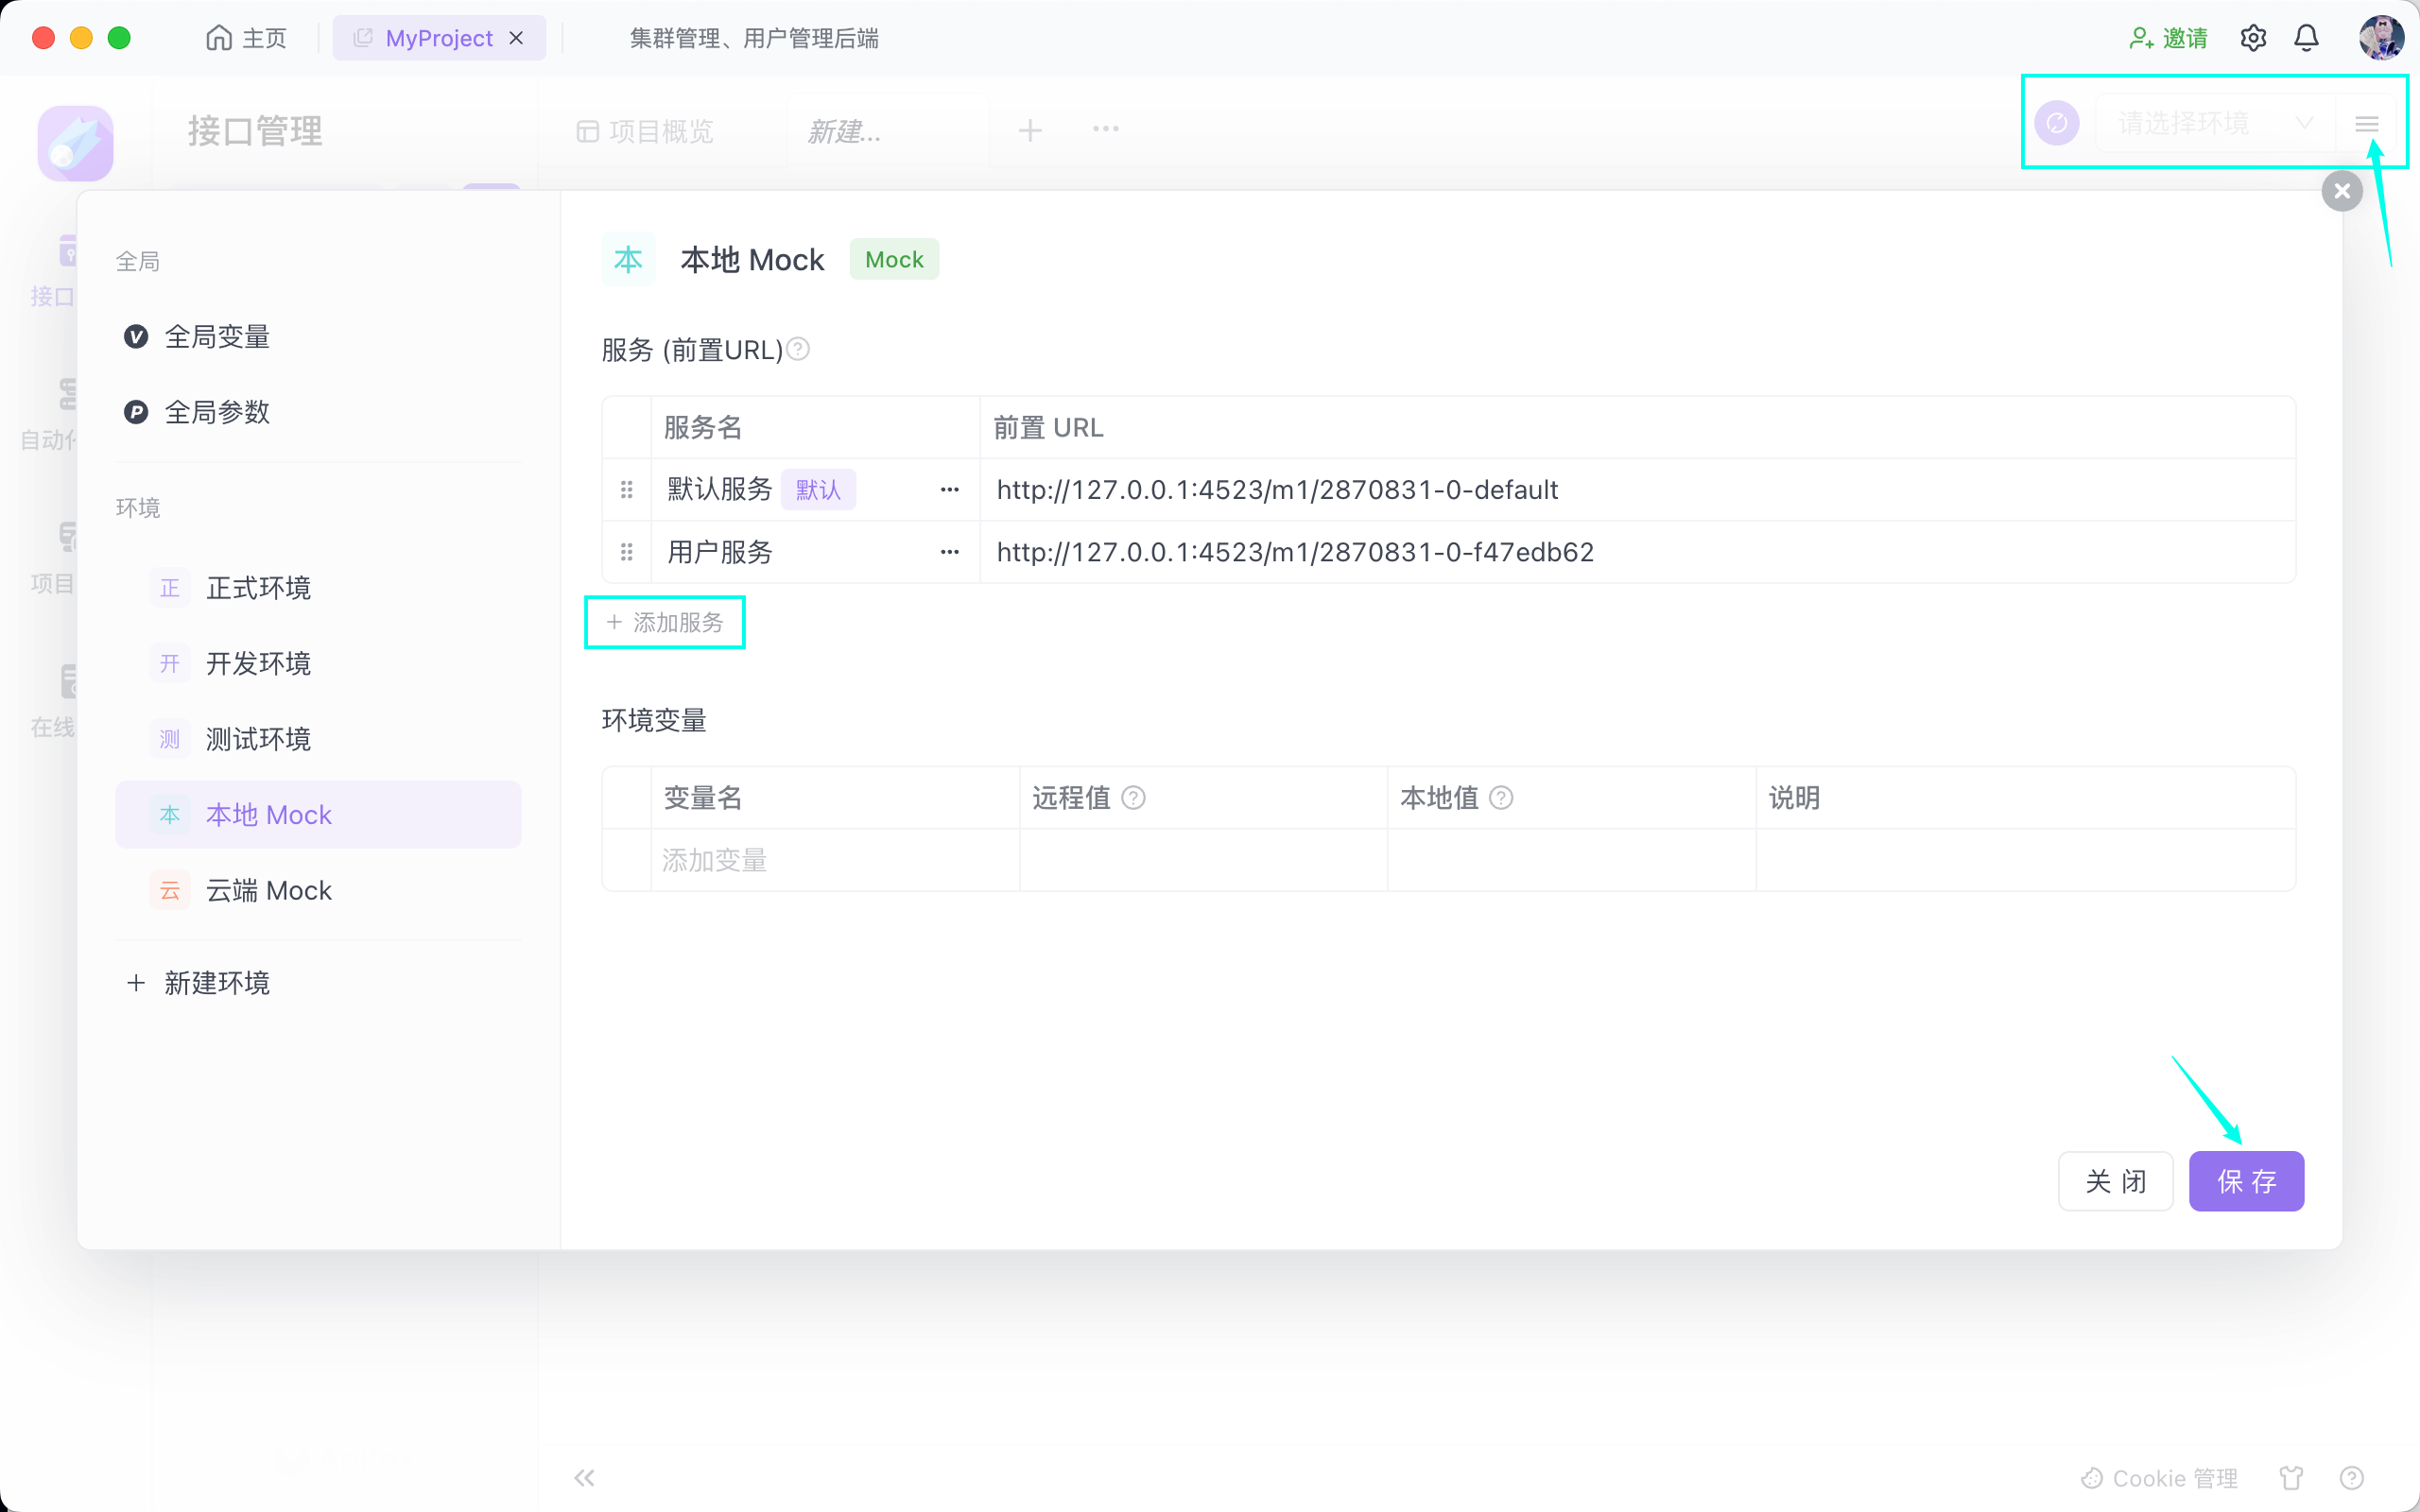 主页
MyProject
集群管理、用户管理后端
邀请
接口管理
项目概览
新建...
请选择环境
接口
自动化
项目
在线
全局
V 全局变量
P 全局参数
环境
正 正式环境
开 开发环境
测 测试环境
本 本地 Mock
云 云端 Mock
+ 新建环境
本 本地 Mock Mock
服务 (前置URL)
服务名 前置 URL
默认服务 默认 ··· http://127.0.0.1:4523/m1/2870831-0-default
用户服务 ··· http://127.0.0.1:4523/m1/2870831-0-f47edb62
+ 添加服务
环境变量
变量名 远程值 本地值 说明
添加变量
关 闭
保 存
Cookie 管理